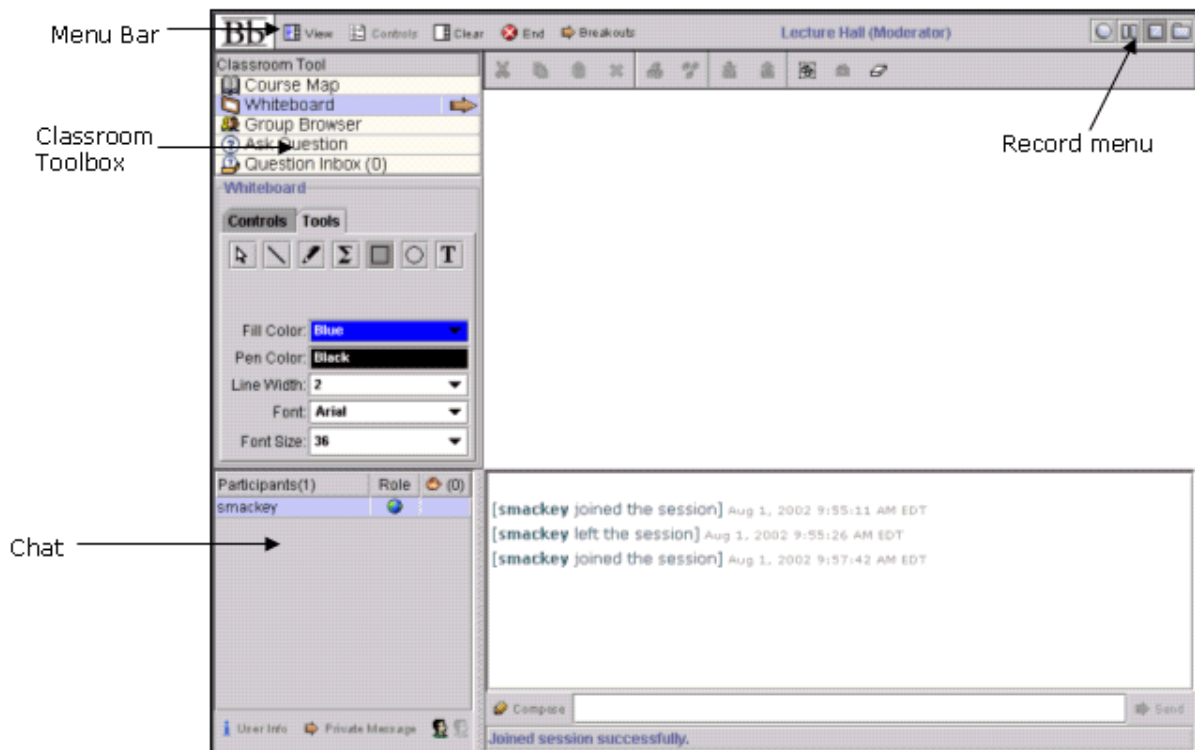 Menu Bar
Bb View Controls Clear End Breakouts Lecture Hall (Moderator)
Classroom Tool
Course Map
Whiteboard
Group Browser
Ask Question
Question Inbox (0)
Classroom
Toolbox
Record menu
Whiteboard
Controls Tools
Σ T
Fill Color: Blue
Pen Color: Black
Line Width: 2
Font: Arial
Font Size: 36
Participants(1) Role (0)
smackey
Chat
[smackey joined the session] Aug 1, 2002 9:55:11 AM EDT
[smackey left the session] Aug 1, 2002 9:55:26 AM EDT
[smackey joined the session] Aug 1, 2002 9:57:42 AM EDT
Compose Send
User Info Private Message
Joined session successfully.